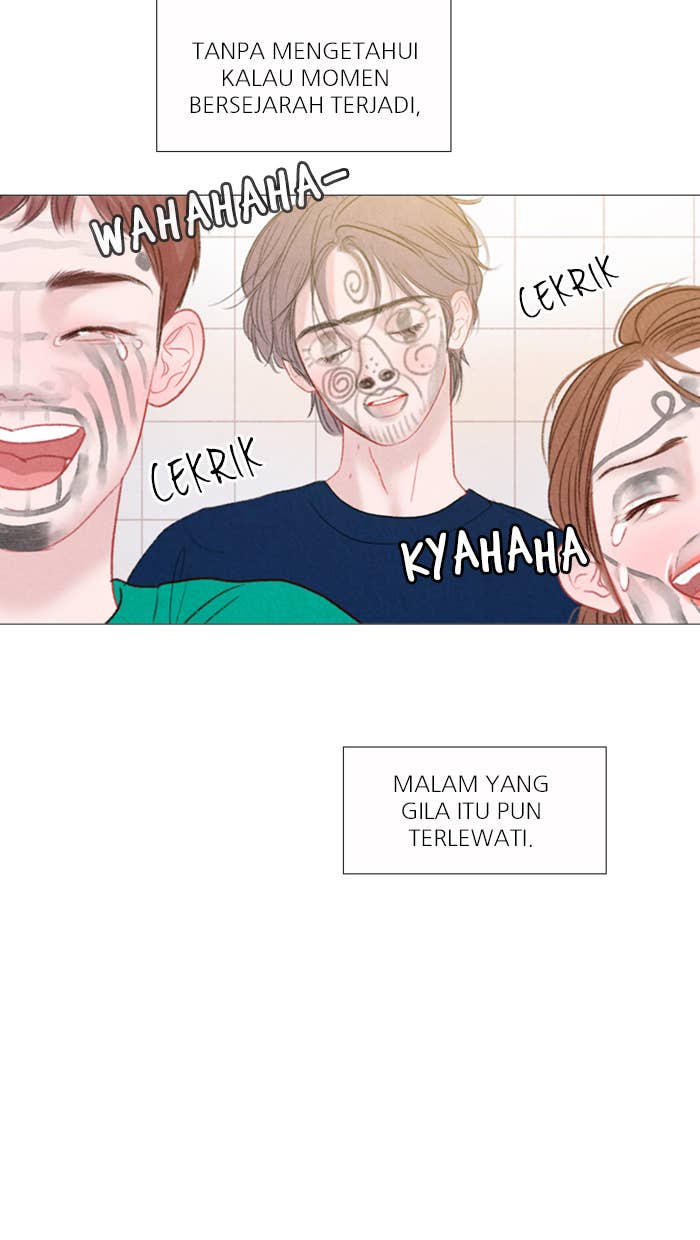 TANPA MENGETAHUI
KALAU MOMEN
BERSEJARAH TERJADI,
WAHAHAHA-
CEKRIK
CEKRIK
KYAHAHA
MALAM YANG
GILA ITU PUN
TERLEWATI.